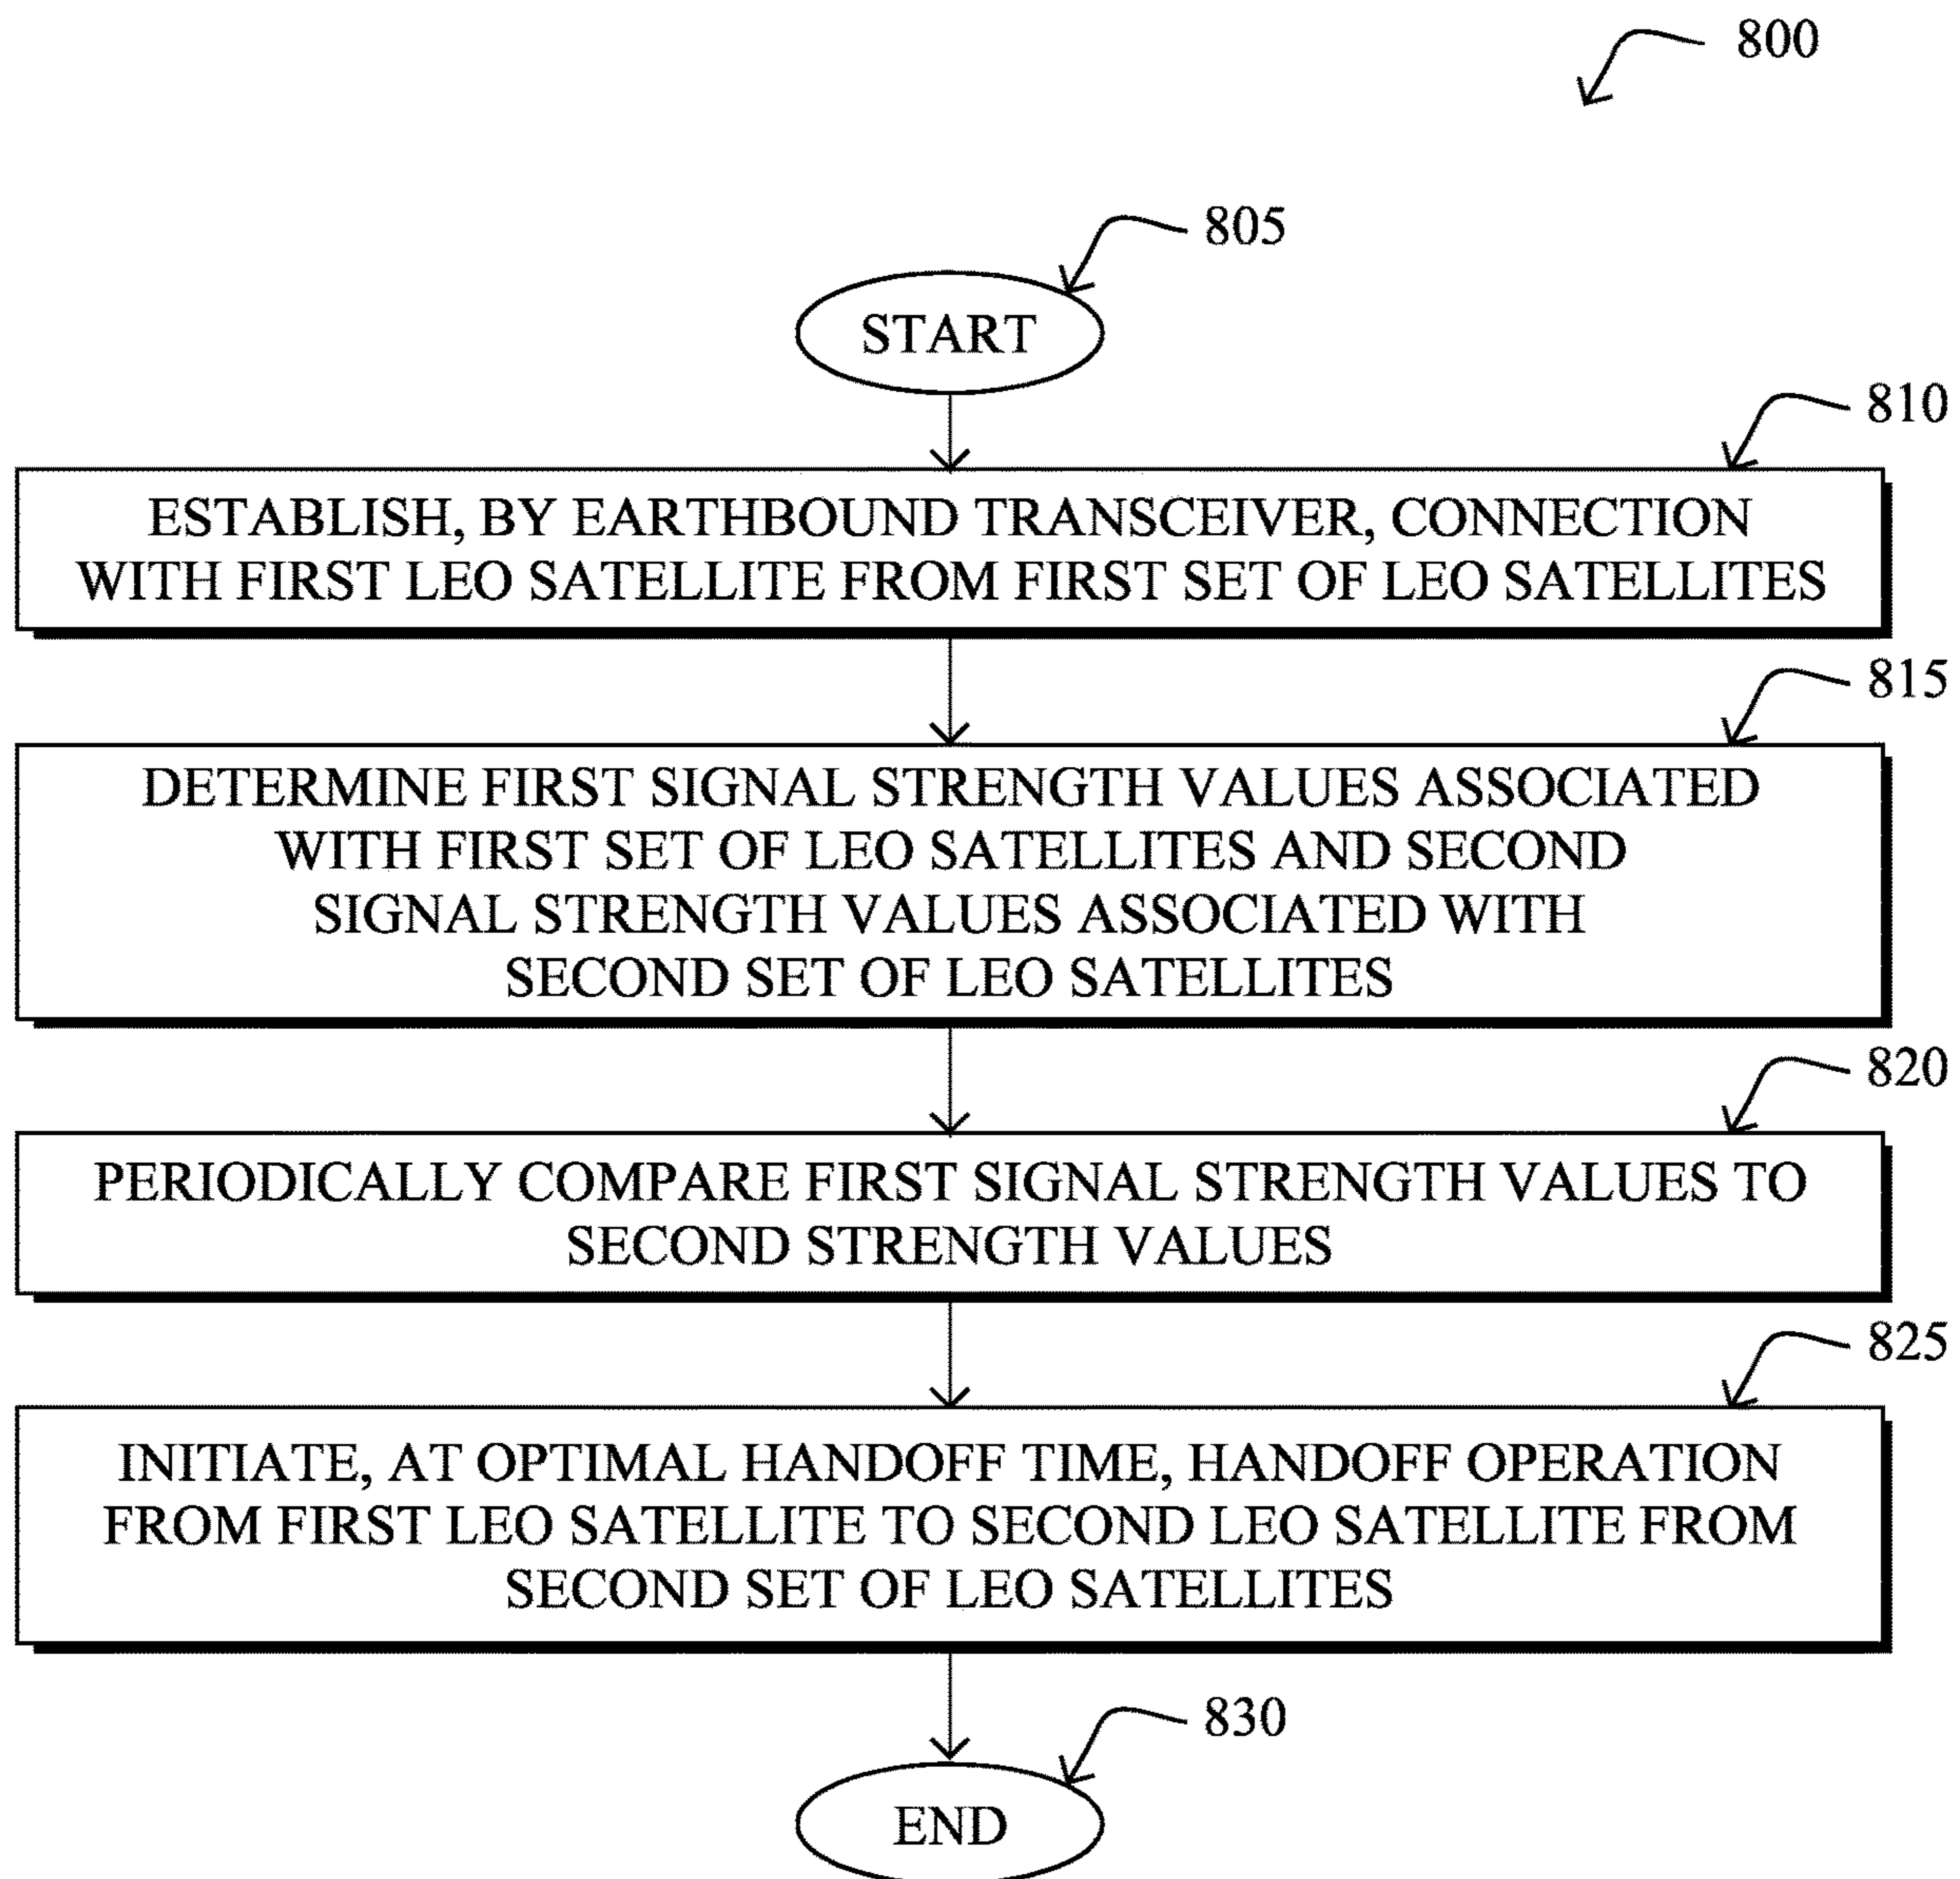 800
805
START
810
ESTABLISH, BY EARTHBOUND TRANSCEIVER, CONNECTION
WITH FIRST LEO SATELLITE FROM FIRST SET OF LEO SATELLITES
815
DETERMINE FIRST SIGNAL STRENGTH VALUES ASSOCIATED
WITH FIRST SET OF LEO SATELLITES AND SECOND
SIGNAL STRENGTH VALUES ASSOCIATED WITH
SECOND SET OF LEO SATELLITES
820
PERIODICALLY COMPARE FIRST SIGNAL STRENGTH VALUES TO
SECOND STRENGTH VALUES
825
INITIATE, AT OPTIMAL HANDOFF TIME, HANDOFF OPERATION
FROM FIRST LEO SATELLITE TO SECOND LEO SATELLITE FROM
SECOND SET OF LEO SATELLITES
830
END